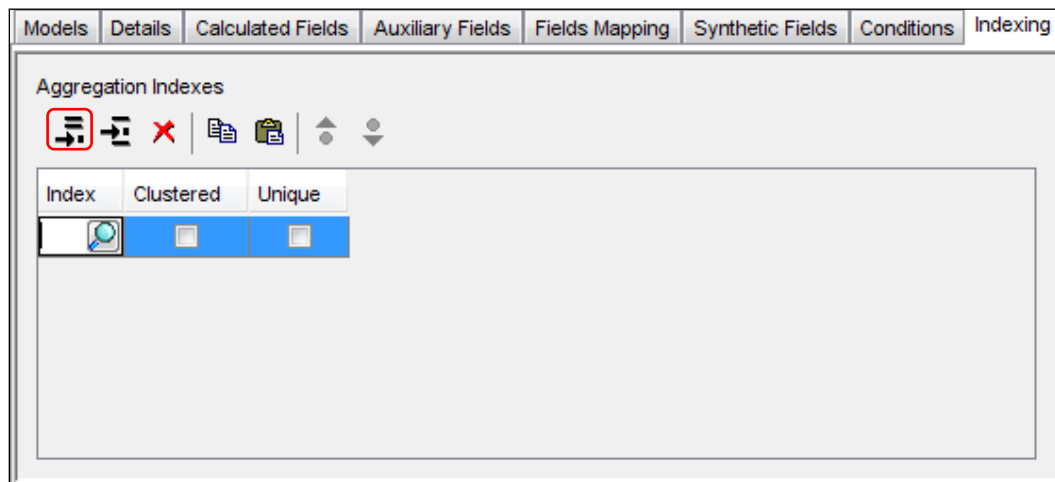 Models Details Calculated Fields Auxiliary Fields Fields Mapping Synthetic Fields Conditions Indexing
Aggregation Indexes
Index Clustered Unique